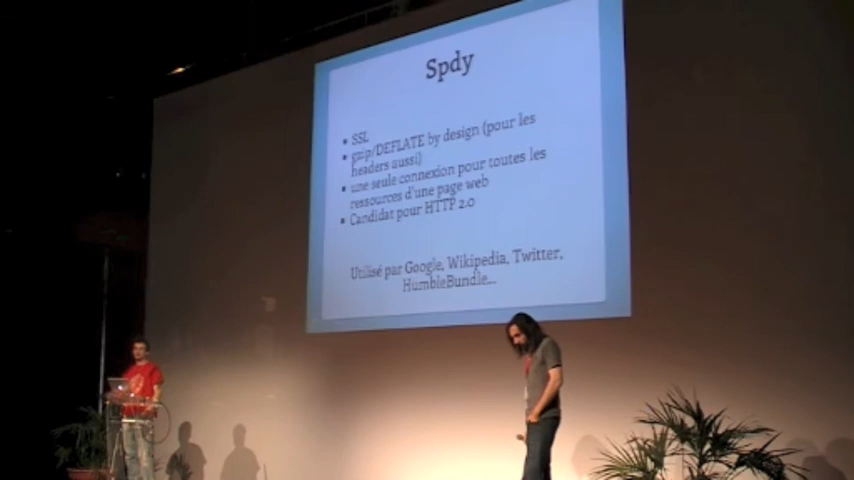 Spdy
▪ SSL
▪ gzip/DEFLATE by design (pour les
headers aussi)
▪ une seule connexion pour toutes les
ressources d'une page web
▪ Candidat pour HTTP 2.0
Utilisé par Google, Wikipedia, Twitter,
HumbleBundle...